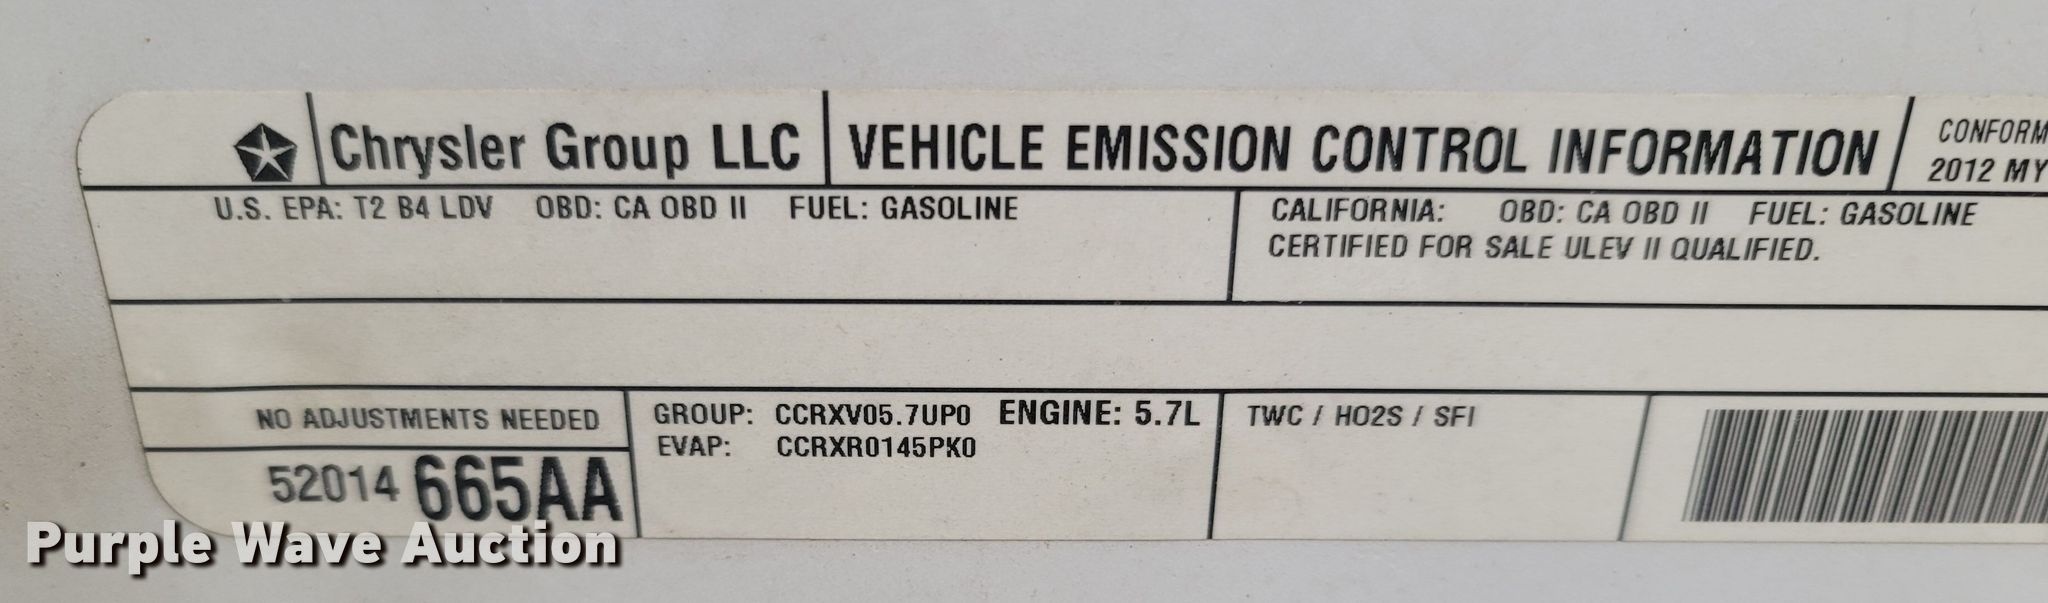 Chrysler Group LLC VEHICLE EMISSION CONTROL INFORMATION CONFORM
2012 MY
U.S. EPA: T2 B4 LDV OBD: CA OBD II FUEL: GASOLINE
CALIFORNIA: OBD: CA OBD II FUEL: GASOLINE
CERTIFIED FOR SALE ULEV II QUALIFIED.
NO ADJUSTMENTS NEEDED
52014 665AA
GROUP: CCRXV05.7UP0 ENGINE: 5.7L
EVAP: CCRXR0145PK0
TWC / HO2S / SFI
Purple Wave Auction